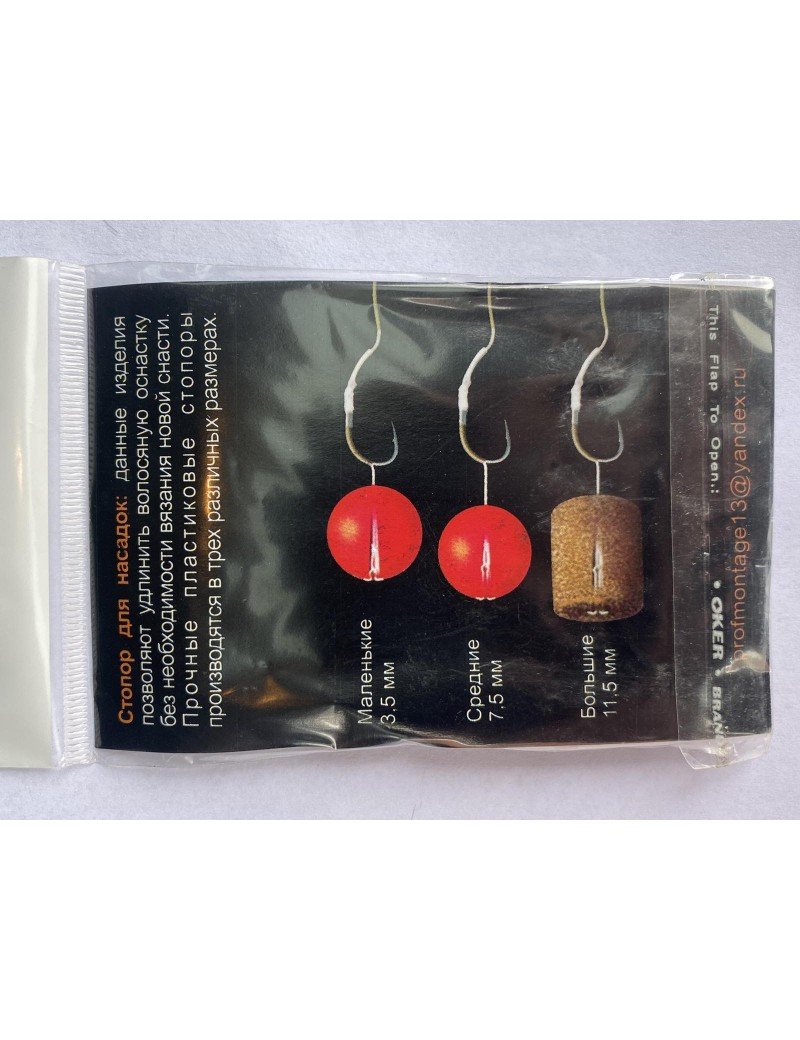 Стопор для насадок: данные изделия
позволяют удлинить волосяную оснастку
без необходимости вязания новой снасти.
Прочные пластиковые стопоры
производятся в трех различных размерах.
Маленькие
3,5 мм
Средние
7,5 мм
Большие
11,5 мм
This Flap To Open.:
• OKER • BRAN
profmontage13@yandex.ru